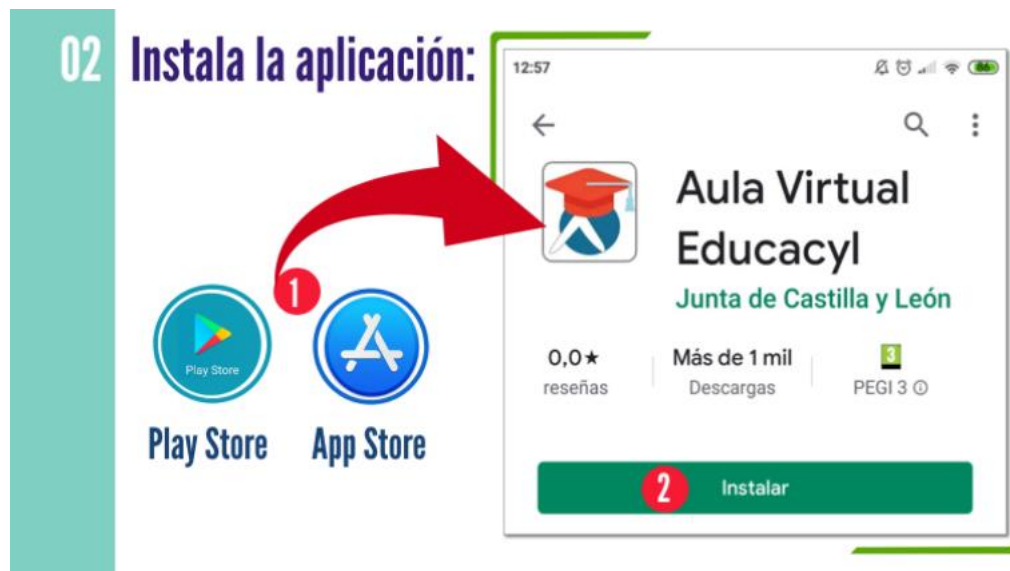 02 Instala la aplicación:
12:57
86
Aula Virtual
Educacyl
Junta de Castilla y León
1
Play Store
Play Store
App Store
0,0★
reseñas
Más de 1 mil
Descargas
3
PEGI 3
2
Instalar